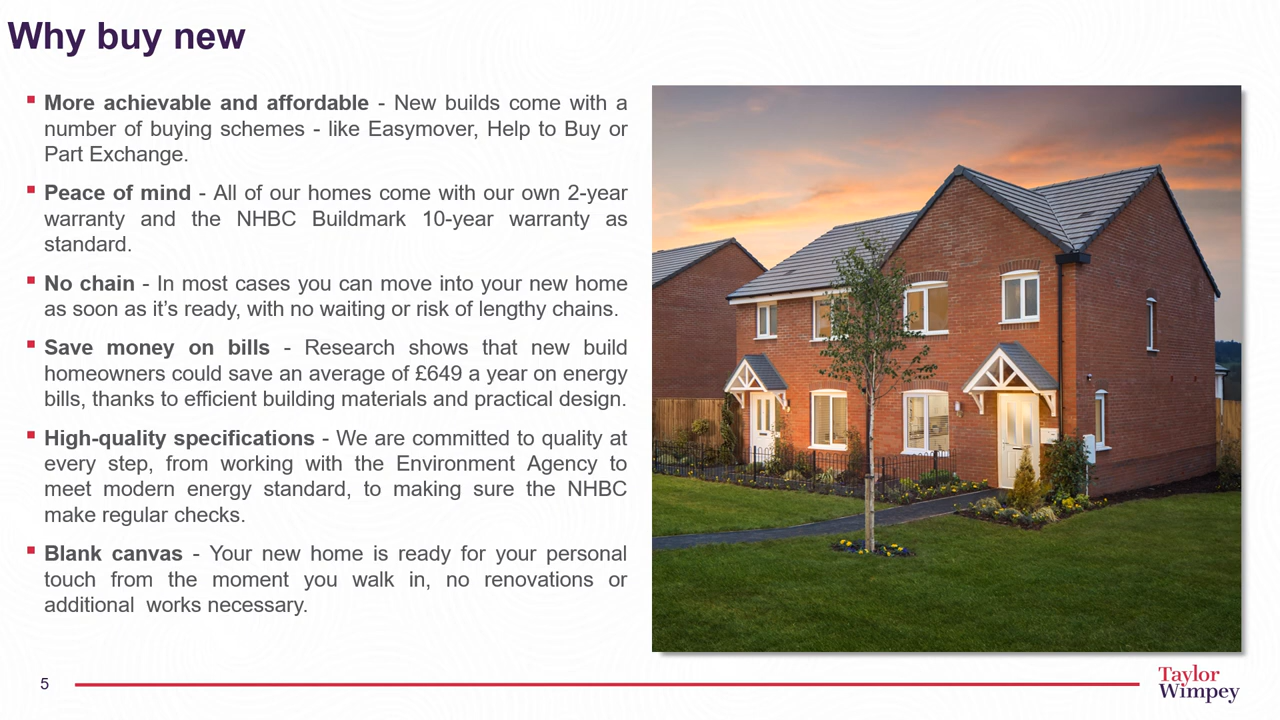 Why buy new
▪ More achievable and affordable - New builds come with a
number of buying schemes - like Easymover, Help to Buy or
Part Exchange.
▪ Peace of mind - All of our homes come with our own 2-year
warranty and the NHBC Buildmark 10-year warranty as
standard.
▪ No chain - In most cases you can move into your new home
as soon as it’s ready, with no waiting or risk of lengthy chains.
▪ Save money on bills - Research shows that new build
homeowners could save an average of £649 a year on energy
bills, thanks to efficient building materials and practical design.
▪ High-quality specifications - We are committed to quality at
every step, from working with the Environment Agency to
meet modern energy standard, to making sure the NHBC
make regular checks.
▪ Blank canvas - Your new home is ready for your personal
touch from the moment you walk in, no renovations or
additional works necessary.
5
Taylor
Wimpey